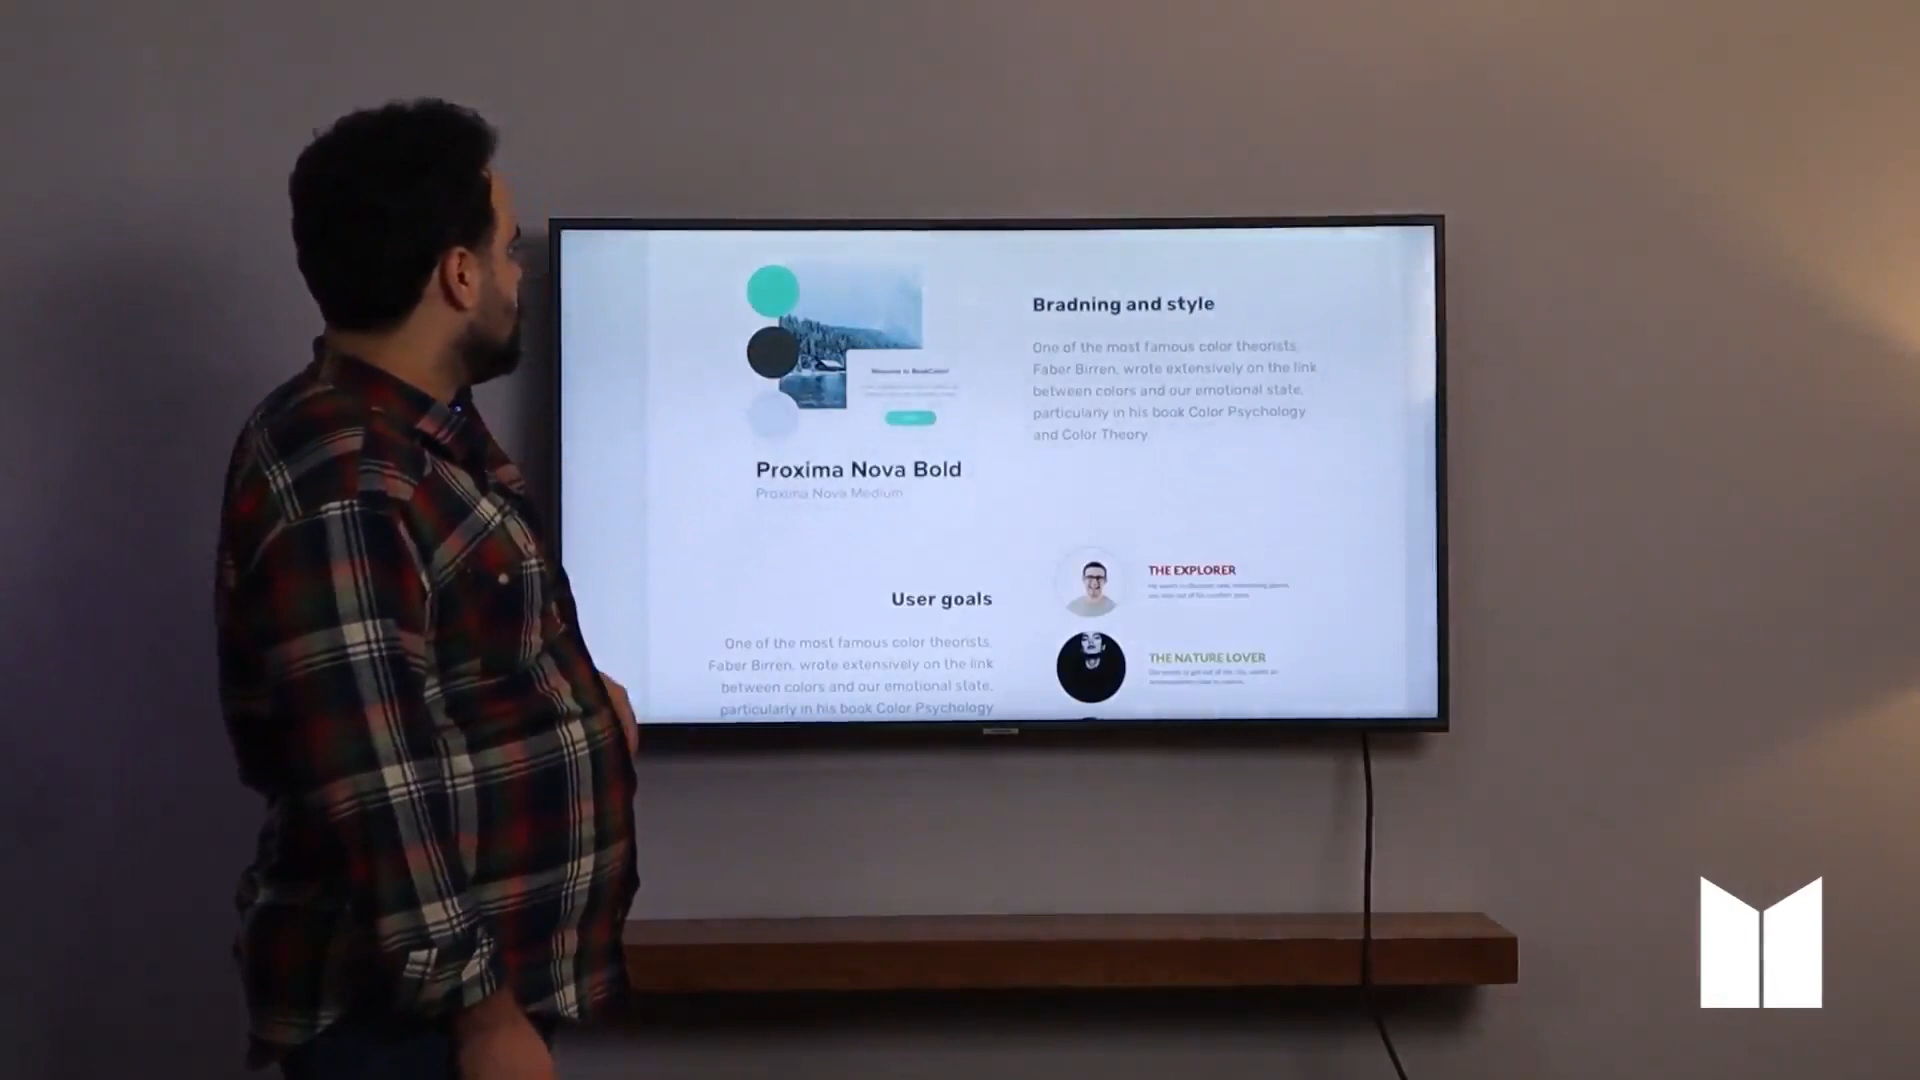 Bradning and style
One of the most famous color theorists,
Faber Birren, wrote extensively on the link
between colors and our emotional state,
particularly in his book Color Psychology
and Color Theory
Welcome to
Proxima Nova Bold
Proxima Nova Medium
User goals
One of the most famous color theorists,
Faber Birren, wrote extensively on the link
between colors and our emotional state,
particularly in his book Color Psychology
THE EXPLORER
THE NATURE LOVER